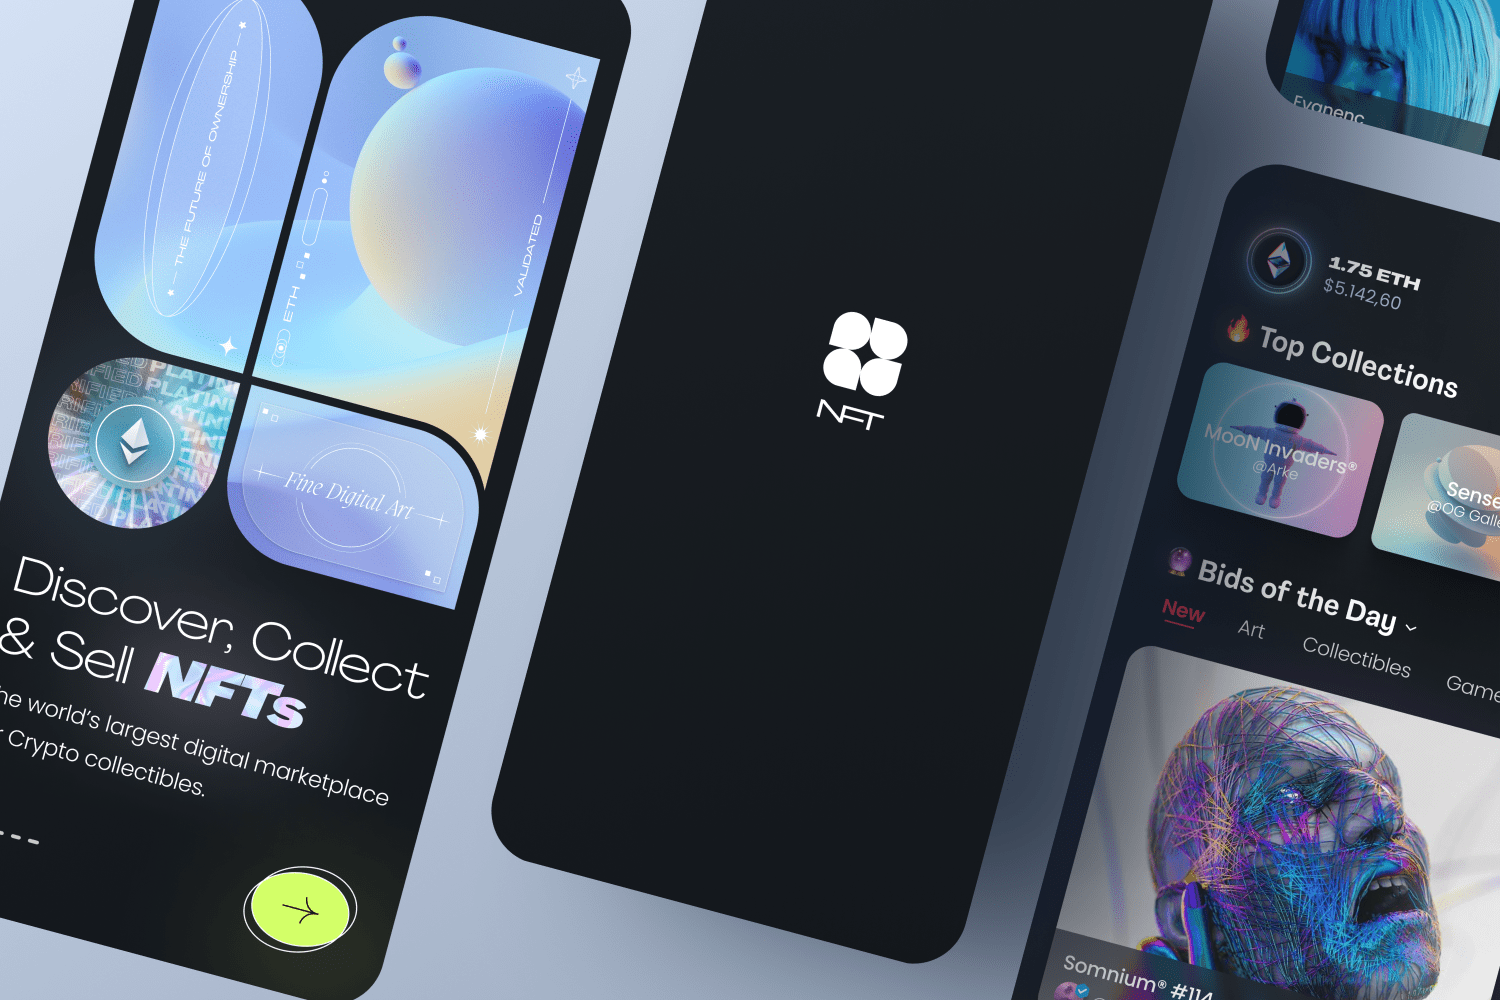 THE FUTURE OF OWNERSHIP
ETH
VALIDATED
PLATIN
Fine Digital Art
Discover, Collect
& Sell NFTs
he world's largest digital marketplace
r Crypto collectibles.
NFT
Evanenc
1.75 ETH
$5.142,60
Top Collections
MooN Invaders®
@Arke
Sense
@OG Galle
Bids of the Day
New
Art
Collectibles
Game
Somnium® #114